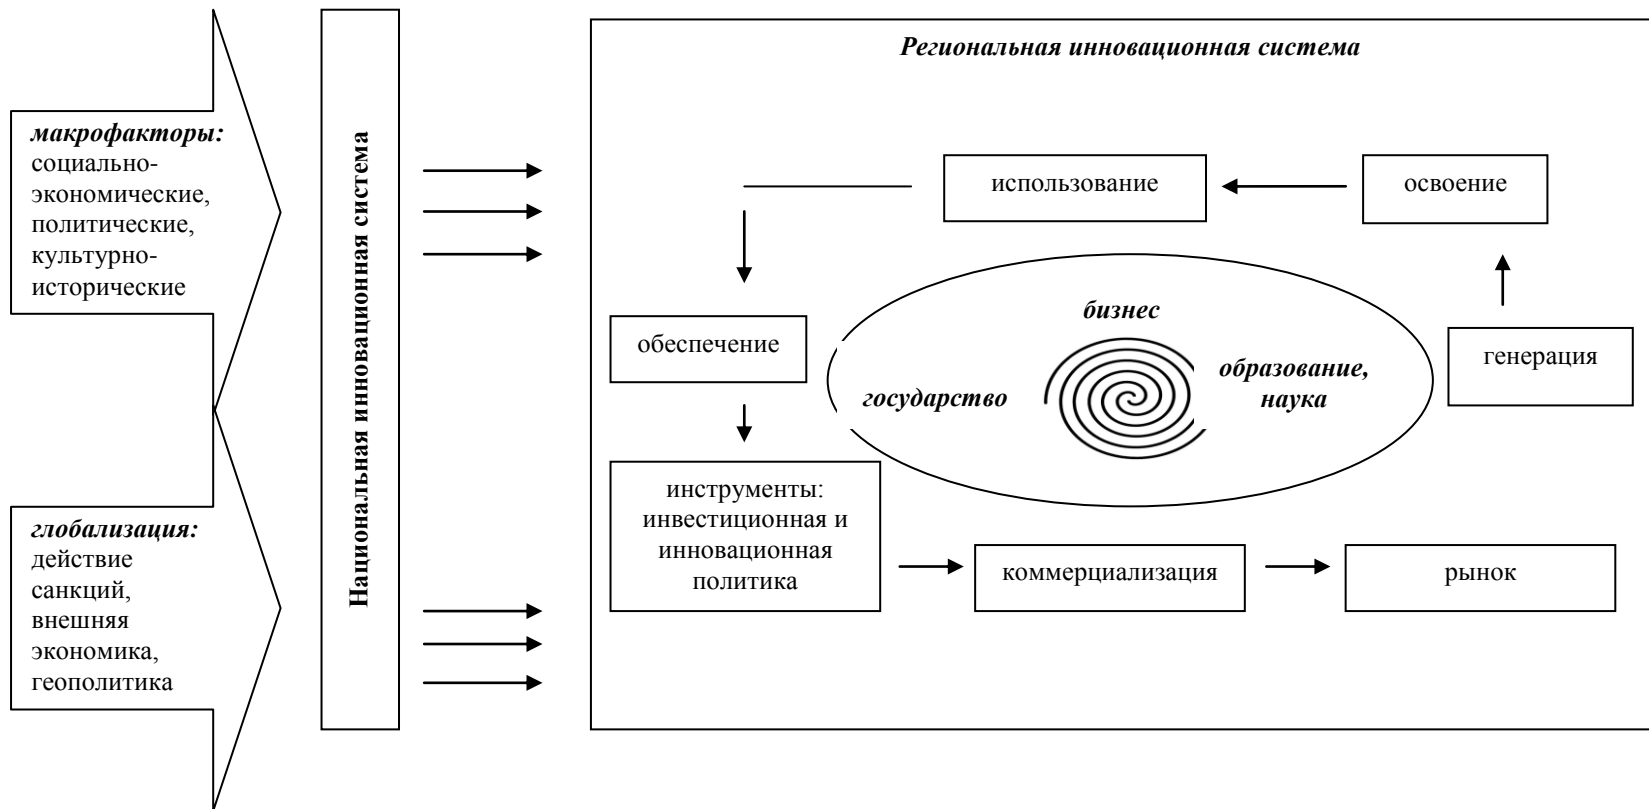 макрофакторы:
социально-
экономические,
политические,
культурно-
исторические
глобализация:
действие
санкций,
внешняя
экономика,
геополитика
Национальная инновационная система
Региональная инновационная система
использование
освоение
обеспечение
генерация
бизнес
государство
образование,
наука
инструменты:
инвестиционная и
инновационная
политика
коммерциализация
рынок